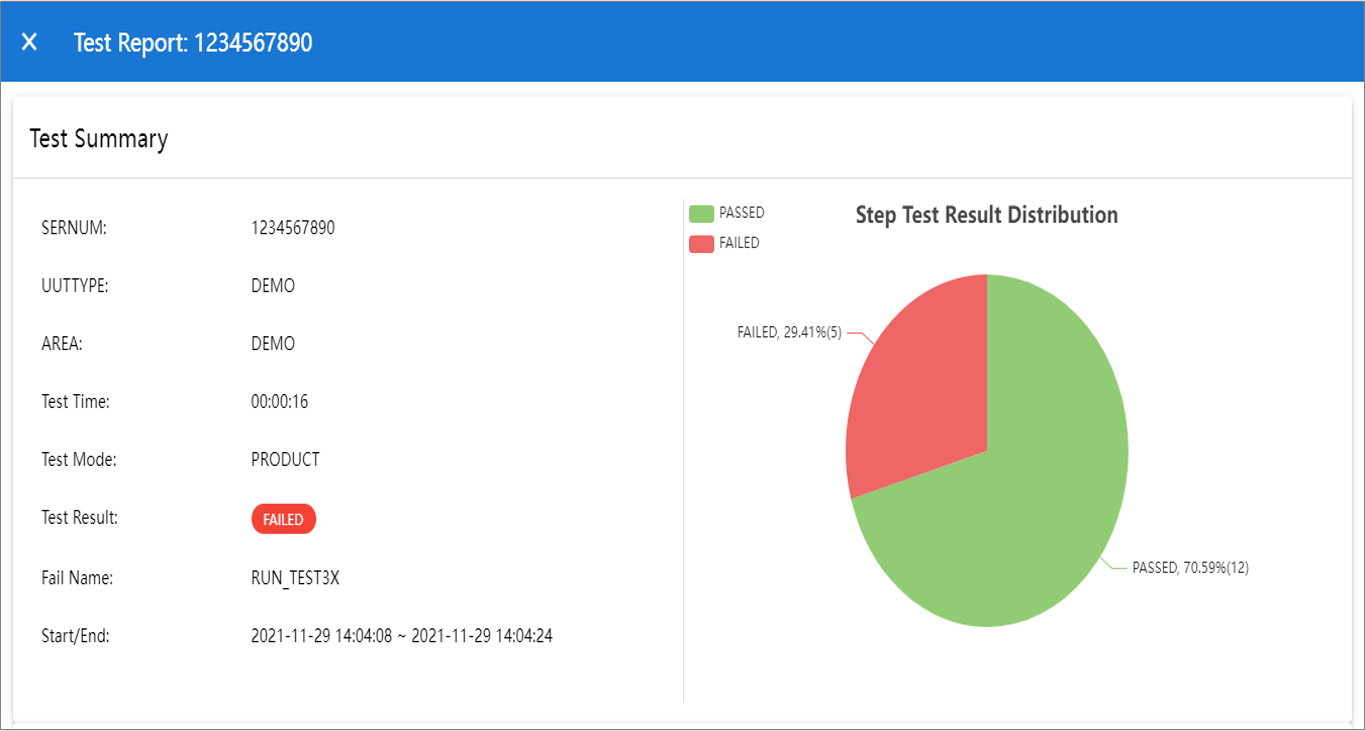 Test Report: 1234567890
Test Summary
SERNUM: 1234567890
UUTTYPE: DEMO
AREA: DEMO
Test Time: 00:00:16
Test Mode: PRODUCT
Test Result: FAILED
Fail Name: RUN_TEST3X
Start/End: 2021-11-29 14:04:08 ~ 2021-11-29 14:04:24
PASSED
FAILED
Step Test Result Distribution
FAILED, 29.41%(5)
PASSED, 70.59%(12)